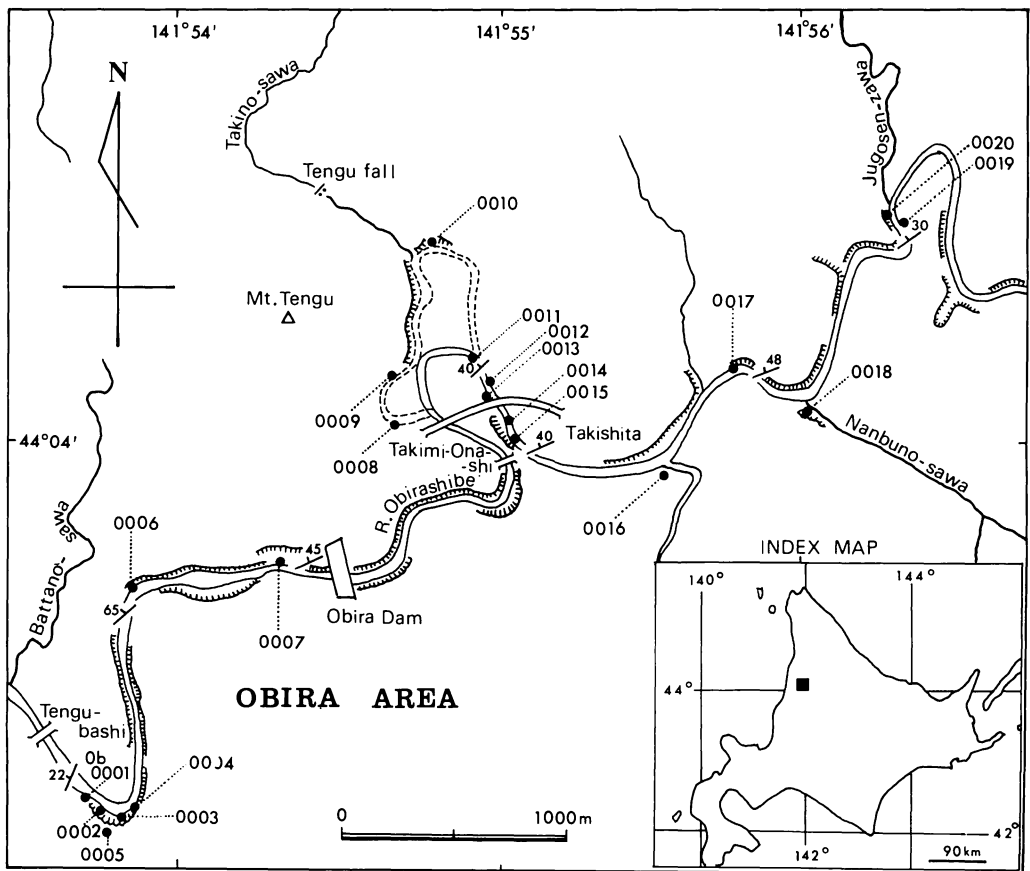 141°54'
141°55'
141°56'
N
Takino-sawa
Jugosen-zawa
0020
0019
Tengu fall
0010
30
Mt. Tengu
0017
0011
0012
0013
40
0014
48
0015
0018
0009
44°04'
0008
Takimi-Ona-
-shi
40
Takishita
Nanbuno-sawa
R. Obirashibe
0016
0006
Battano-
sawa
45
INDEX MAP
140°
144°
65
Obira Dam
0007
44°
OBIRA AREA
Tengu-
bashi
Ob
0001
22
0003
0002
0005
0
1000m
42°
142°
90km